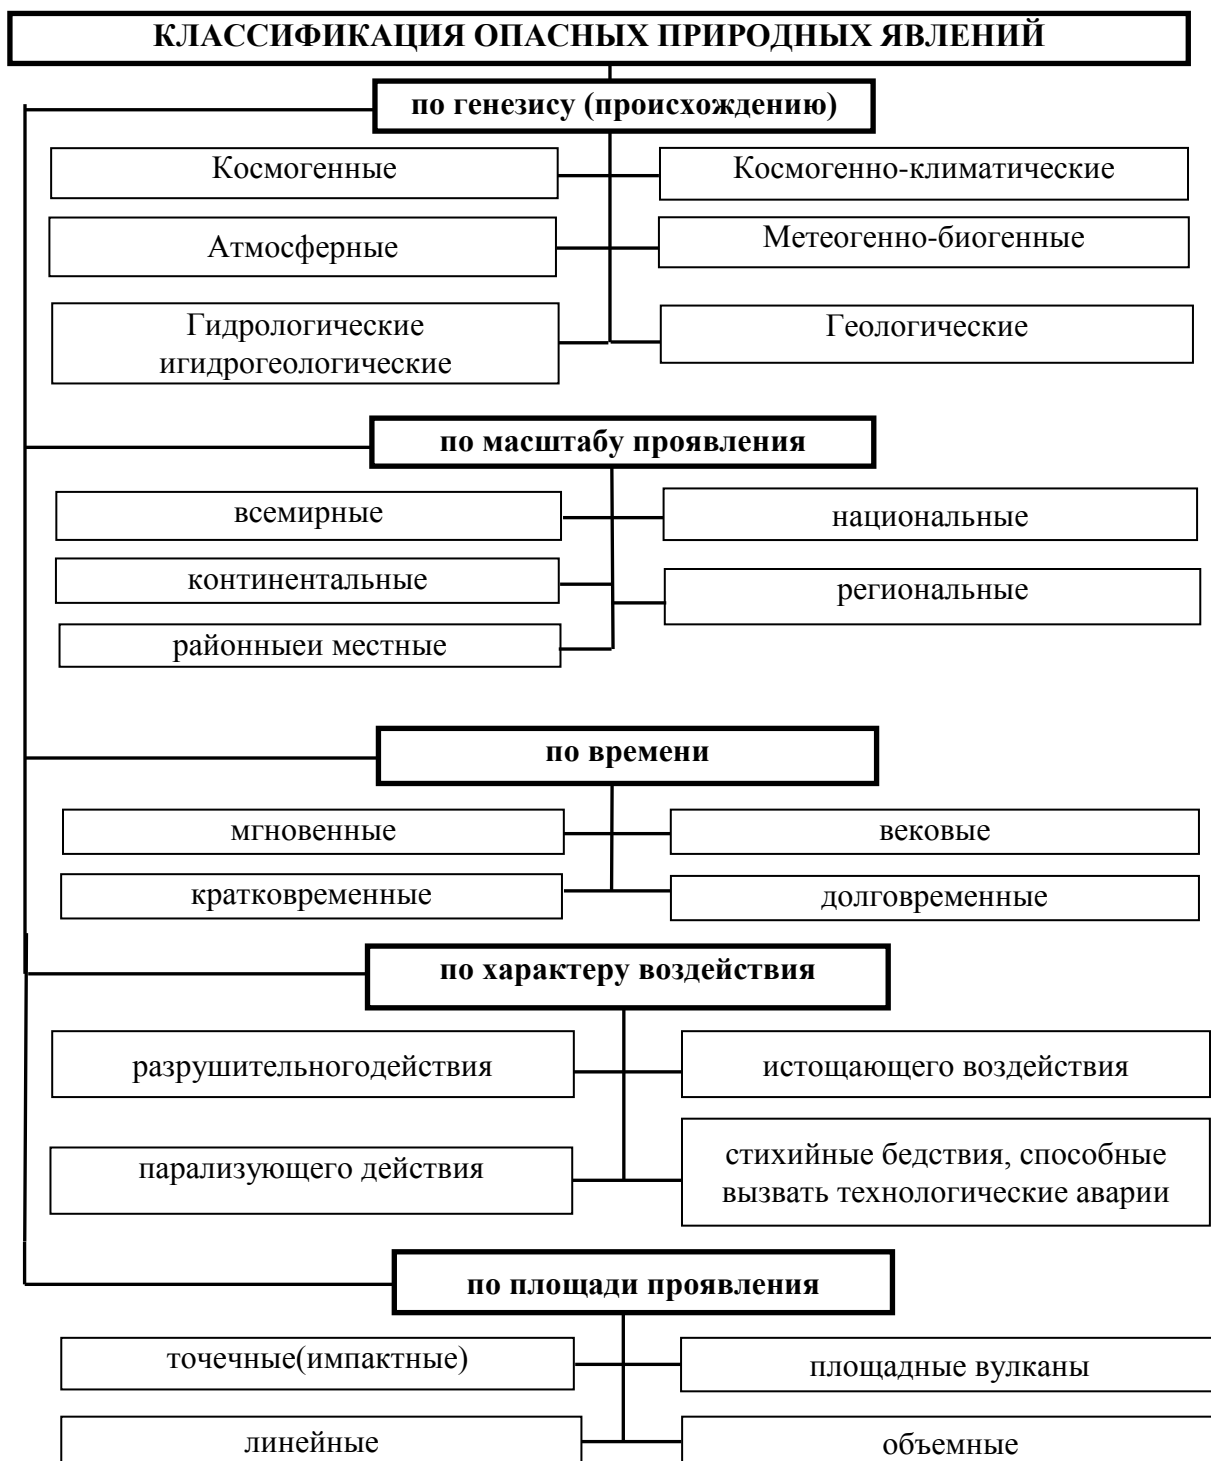 КЛАССИФИКАЦИЯ ОПАСНЫХ ПРИРОДНЫХ ЯВЛЕНИЙ
по генезису (происхождению)
Космогенные
Космогенно-климатические
Атмосферные
Метеогенно-биогенные
Гидрологические
игидрогеологические
Геологические
по масштабу проявления
всемирные
национальные
континентальные
региональные
районныеи местные
по времени
мгновенные
вековые
кратковременные
долговременные
по характеру воздействия
разрушительногодействия
истощающего воздействия
парализующего действия
стихийные бедствия, способные
вызвать технологические аварии
по площади проявления
точечные(импактные)
площадные вулканы
линейные
объемные